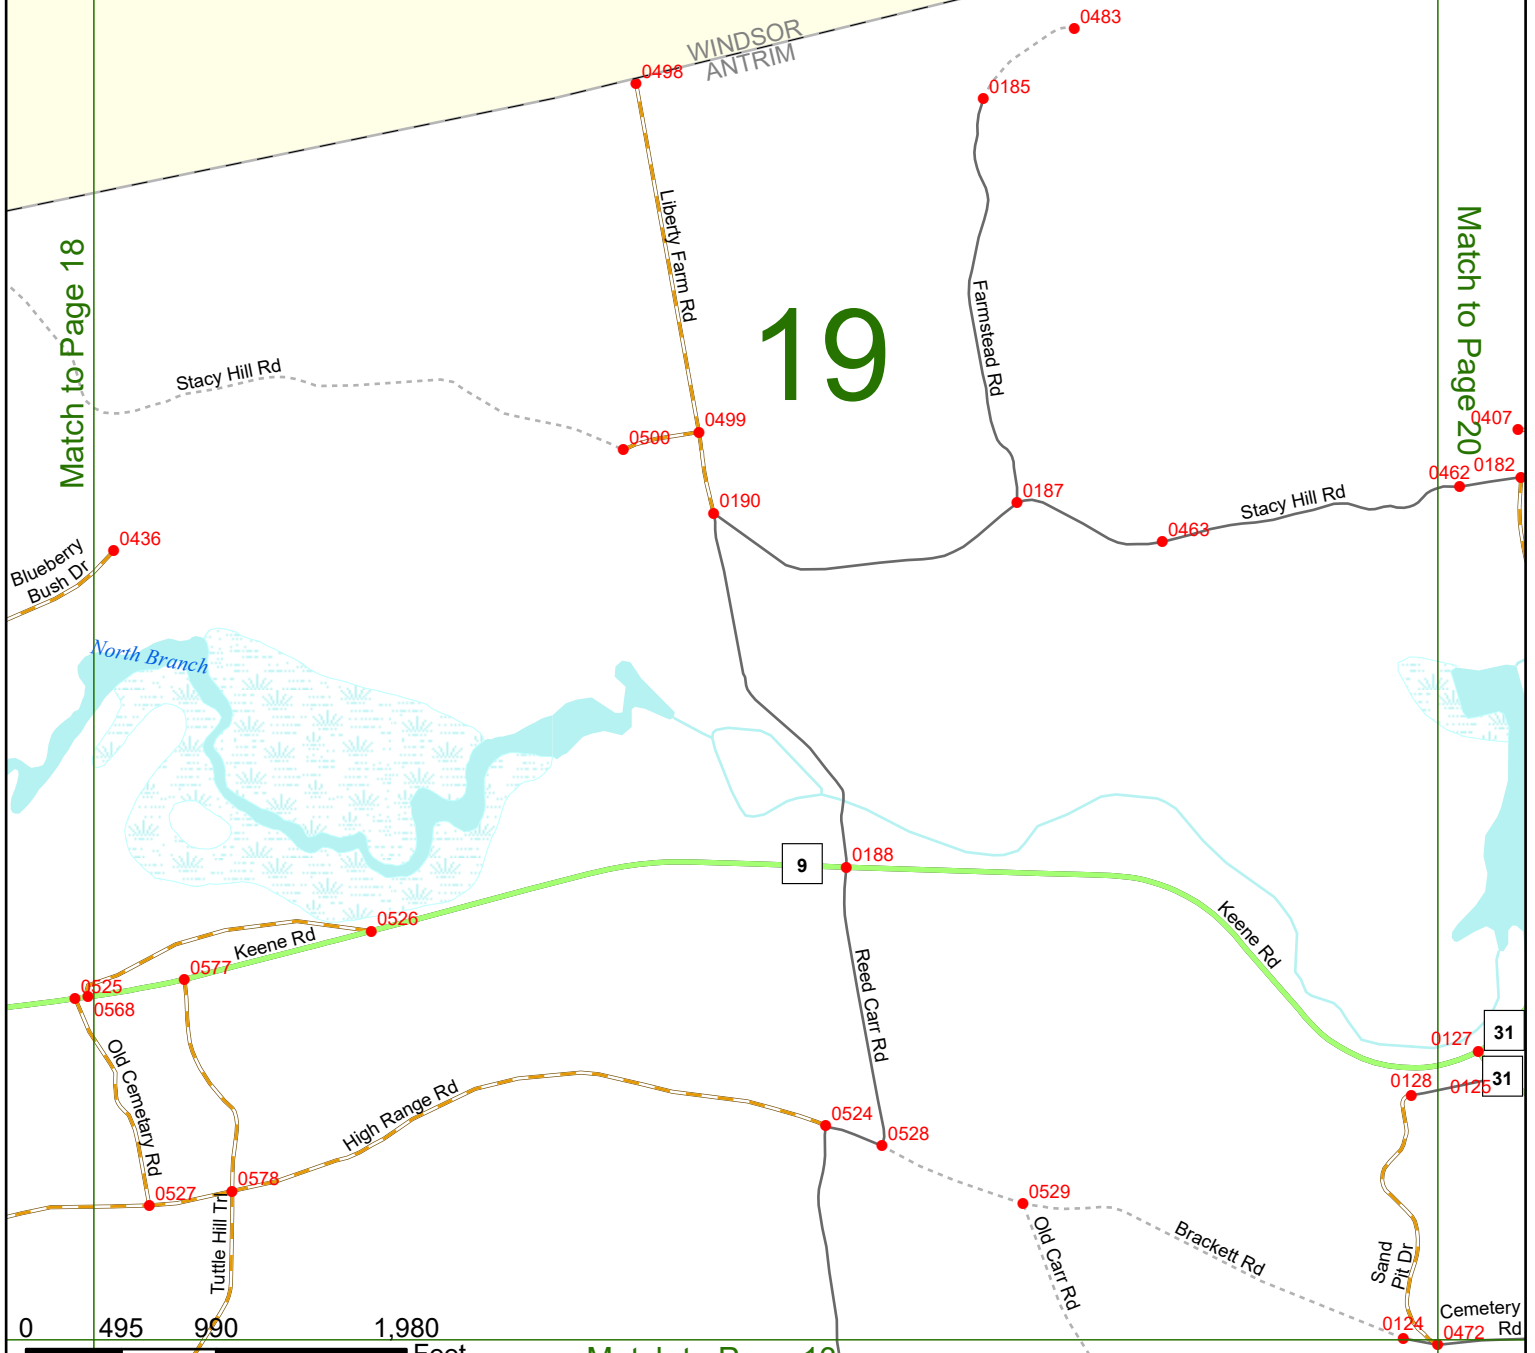 0483
WINDSOR
ANTRIM
0498
0185
Liberty Farm Rd
Match to Page 18
Match to Page 20
Farmstead Rd
19
Stacy Hill Rd
0499
0407
0500
0462
0182
0187
0190
Stacy Hill Rd
0463
0436
Blueberry
Bush Dr
North Branch
9
0188
0526
Keene Rd
Keene Rd
0577
0525
0568
Reed Carr Rd
31
0127
Old Cemetary Rd
31
0128
0125
High Range Rd
0524
0528
0578
0527
0529
Tuttle Hill Trl
Old Carr Rd
Brackett Rd
Sand
Pit Dr
Cemetery
Rd
0124
0472
0
495
990
1,980
Feet